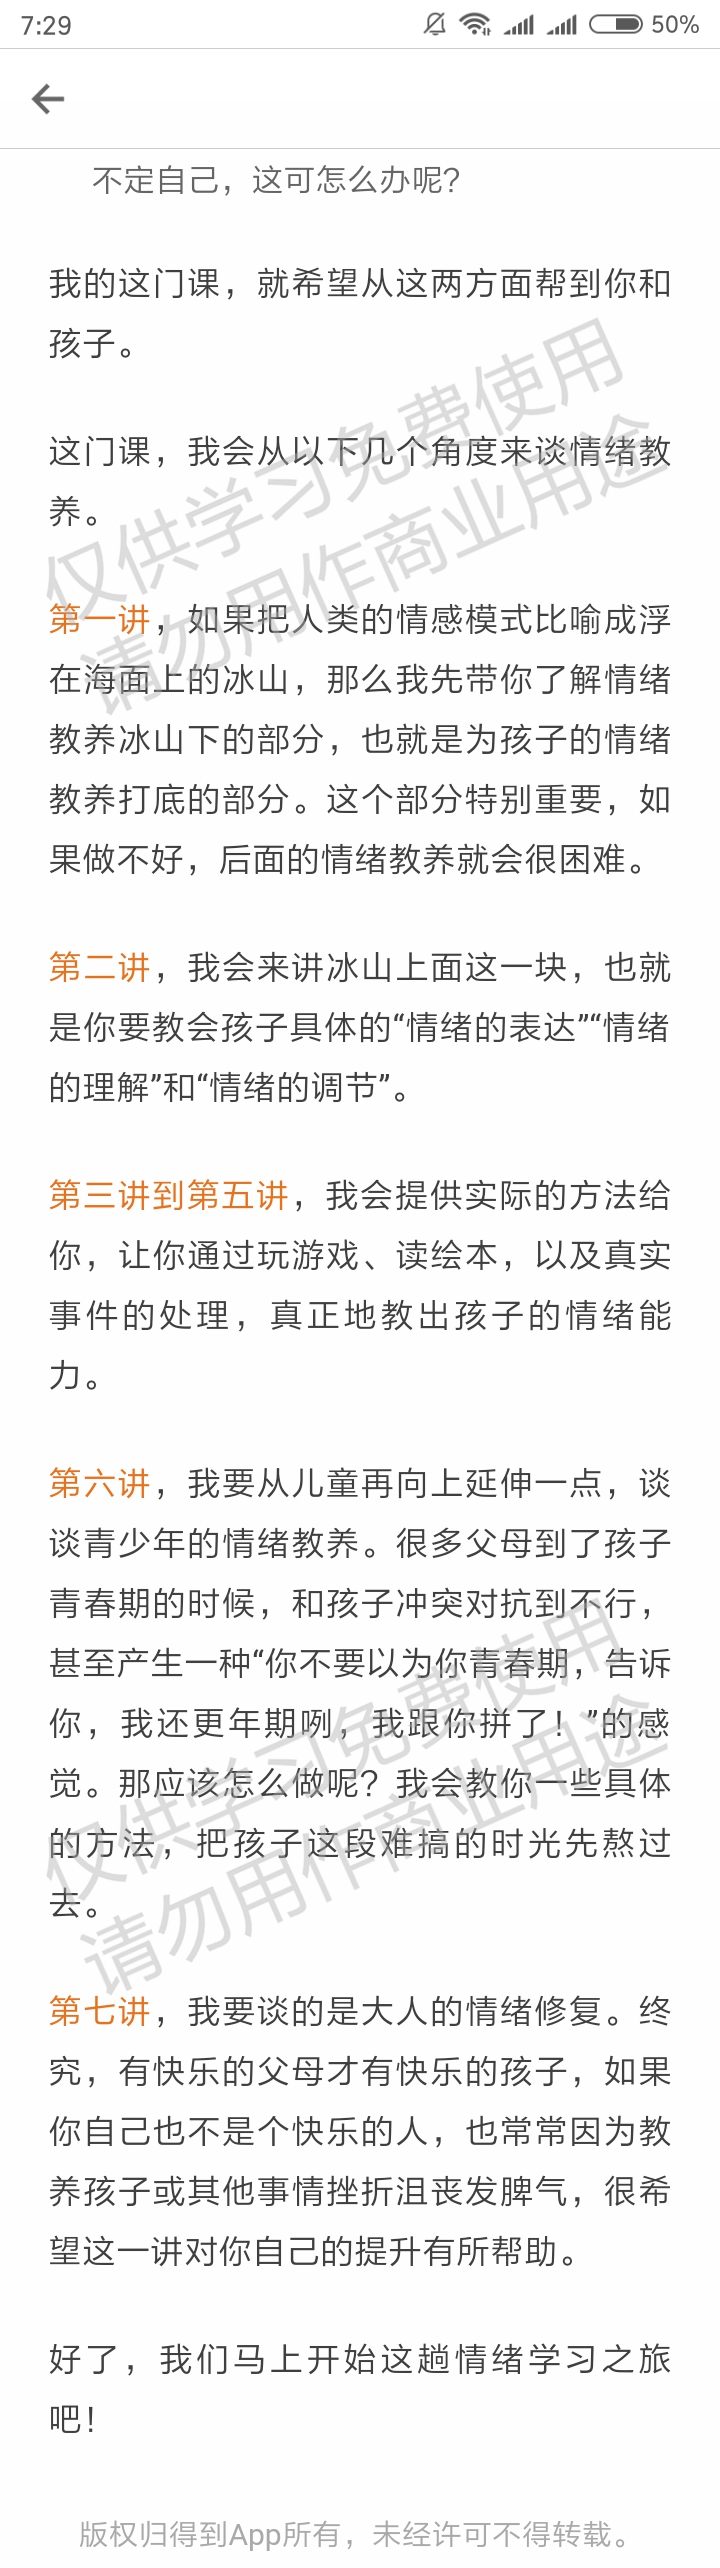 7:29
50%
不定自己，这可怎么办呢？
我的这门课，就希望从这两方面帮到你和
孩子。
这门课，我会从以下几个角度来谈情绪教
养。
仅供学习免费使用
请勿用作商业用途
第一讲，如果把人类的情感模式比喻成浮
在海面上的冰山，那么我先带你了解情绪
教养冰山下的部分，也就是为孩子的情绪
教养打底的部分。这个部分特别重要，如
果做不好，后面的情绪教养就会很困难。
第二讲，我会来讲冰山上面这一块，也就
是你要教会孩子具体的“情绪的表达”“情绪
的理解”和“情绪的调节”。
第三讲到第五讲，我会提供实际的方法给
你，让你通过玩游戏、读绘本，以及真实
事件的处理，真正地教出孩子的情绪能
力。
第六讲，我要从儿童再向上延伸一点，谈
谈青少年的情绪教养。很多父母到了孩子
青春期的时候，和孩子冲突对抗到不行，
甚至产生一种“你不要以为你青春期，告诉
你，我还更年期咧，我跟你拼了！”的感
觉。那应该怎么做呢？我会教你一些具体
的方法，把孩子这段难搞的时光先熬过
去。
仅供学习免费使用
请勿用作商业用途
第七讲，我要谈的是大人的情绪修复。终
究，有快乐的父母才有快乐的孩子，如果
你自己也不是个快乐的人，也常常因为教
养孩子或其他事情挫折沮丧发脾气，很希
望这一讲对你自己的提升有所帮助。
好了，我们马上开始这趟情绪学习之旅
吧！
版权归得到App所有，未经许可不得转载。